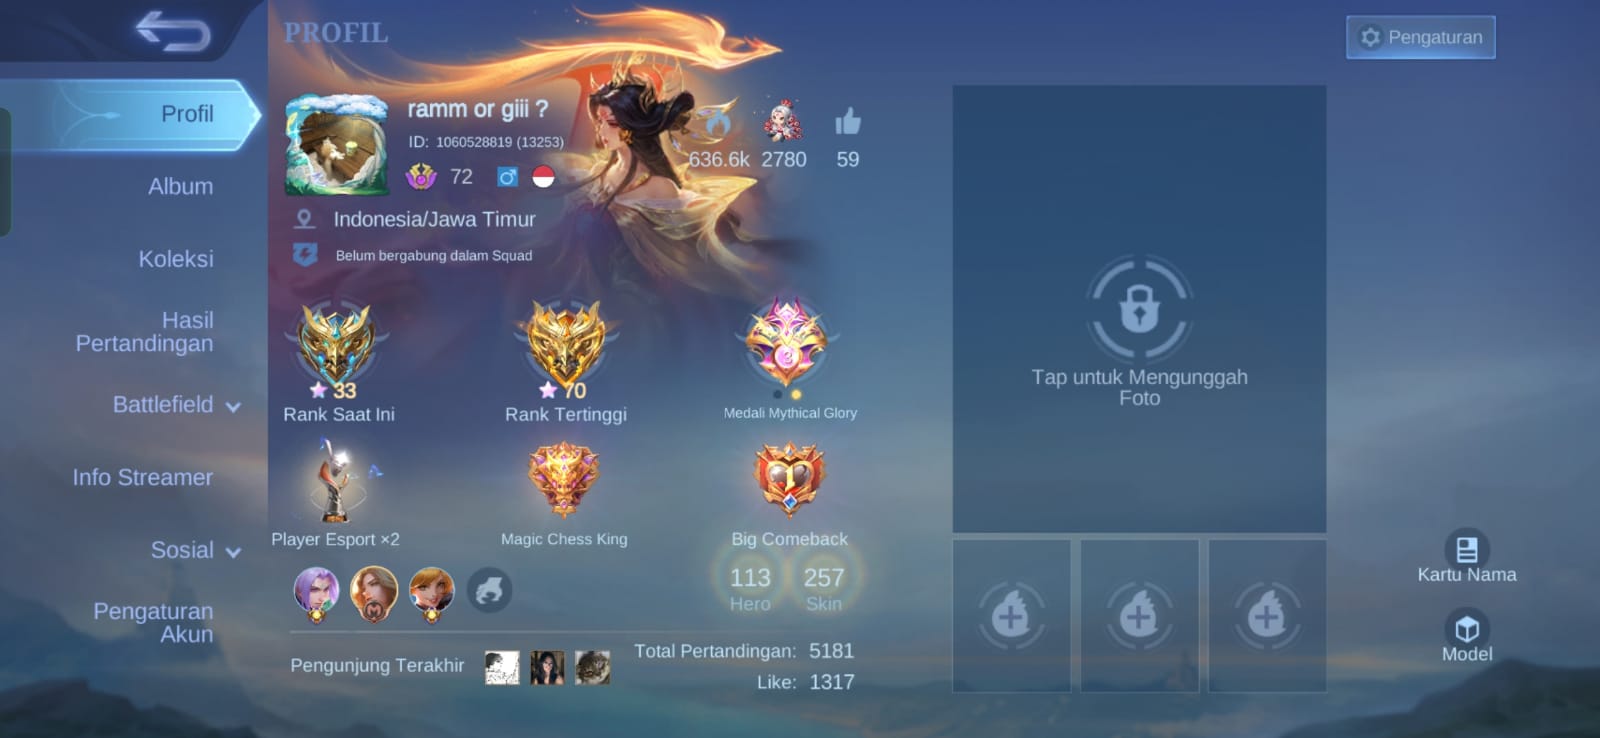 PROFIL
Pengaturan
Profil
Album
Koleksi
Hasil
Pertandingan
Battlefield
Info Streamer
Sosial
Pengaturan
Akun
ramm or giii ?
ID: 1060528819 (13253)
72
636.6k
2780
59
Indonesia/Jawa Timur
Belum bergabung dalam Squad
33
Rank Saat Ini
70
Rank Tertinggi
3
Medali Mythical Glory
Player Esport ×2
Magic Chess King
1
Big Comeback
M
113
Hero
257
Skin
Pengunjung Terakhir
Total Pertandingan: 5181
Like: 1317
Tap untuk Mengunggah
Foto
Kartu Nama
Model